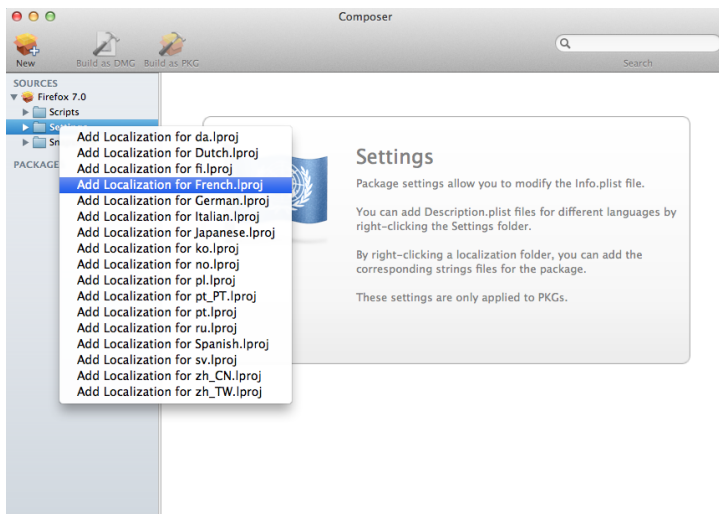 Composer
New
Build as DMG
Build as PKG
Search
SOURCES
Firefox 7.0
Scripts
PACKAGE
Add Localization for da.lproj
Add Localization for Dutch.lproj
Add Localization for fi.lproj
Add Localization for French.lproj
Add Localization for German.lproj
Add Localization for Italian.lproj
Add Localization for Japanese.lproj
Add Localization for ko.lproj
Add Localization for no.lproj
Add Localization for pl.lproj
Add Localization for pt_PT.lproj
Add Localization for pt.lproj
Add Localization for ru.lproj
Add Localization for Spanish.lproj
Add Localization for sv.lproj
Add Localization for zh_CN.lproj
Add Localization for zh_TW.lproj
Settings
Package settings allow you to modify the Info.plist file.
You can add Description.plist files for different languages by
right-clicking the Settings folder.
By right-clicking a localization folder, you can add the
corresponding strings files for the package.
These settings are only applied to PKGs.